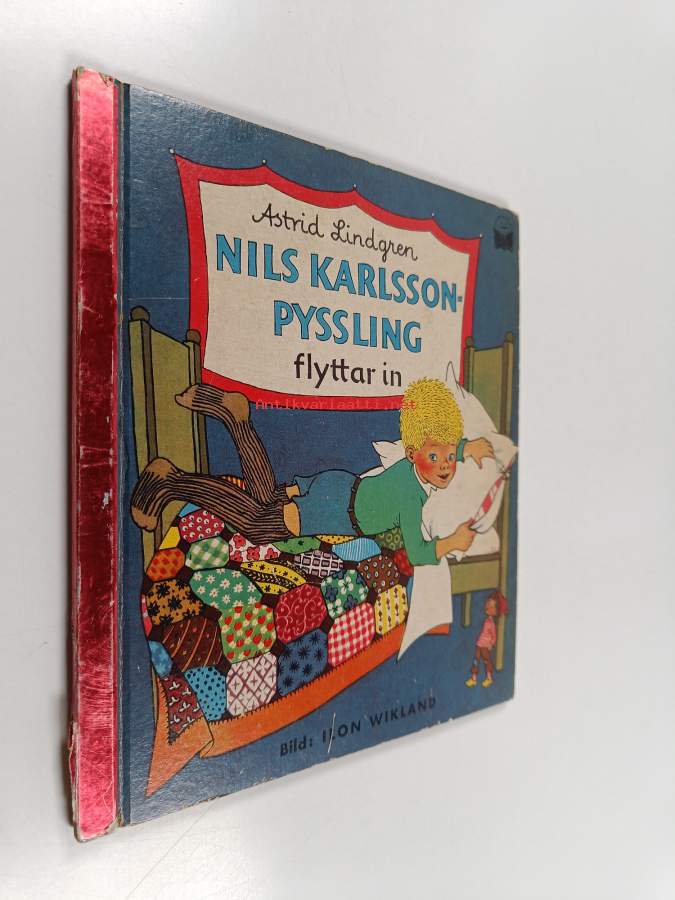 Astrid Lindgren
NILS KARLSSON-
PYSSLING
flyttar in
Antikvariaatti.net
Bild: ILON WIKLAND